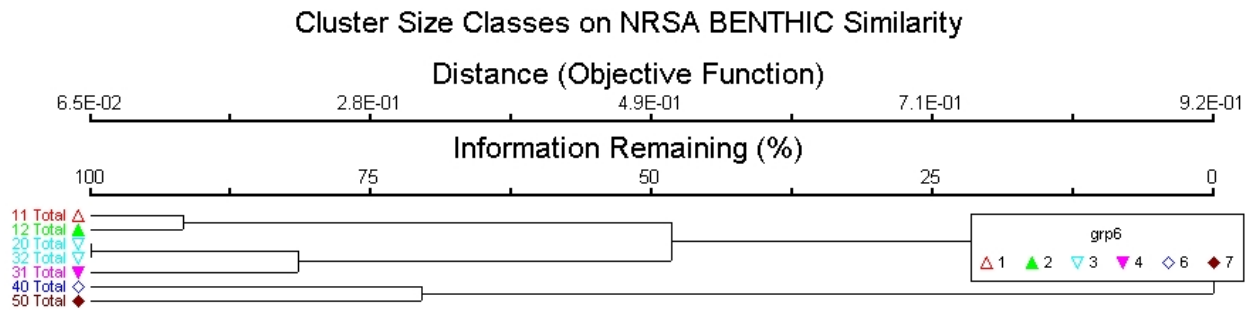 Cluster Size Classes on NRSA BENTHIC Similarity
Distance (Objective Function)
6.5E-02 2.8E-01 4.9E-01 7.1E-01 9.2E-01
Information Remaining (%)
100 75 50 25 0
11 Total
12 Total
20 Total
32 Total
31 Total
40 Total
50 Total
grp6
1 2 3 4 6 7